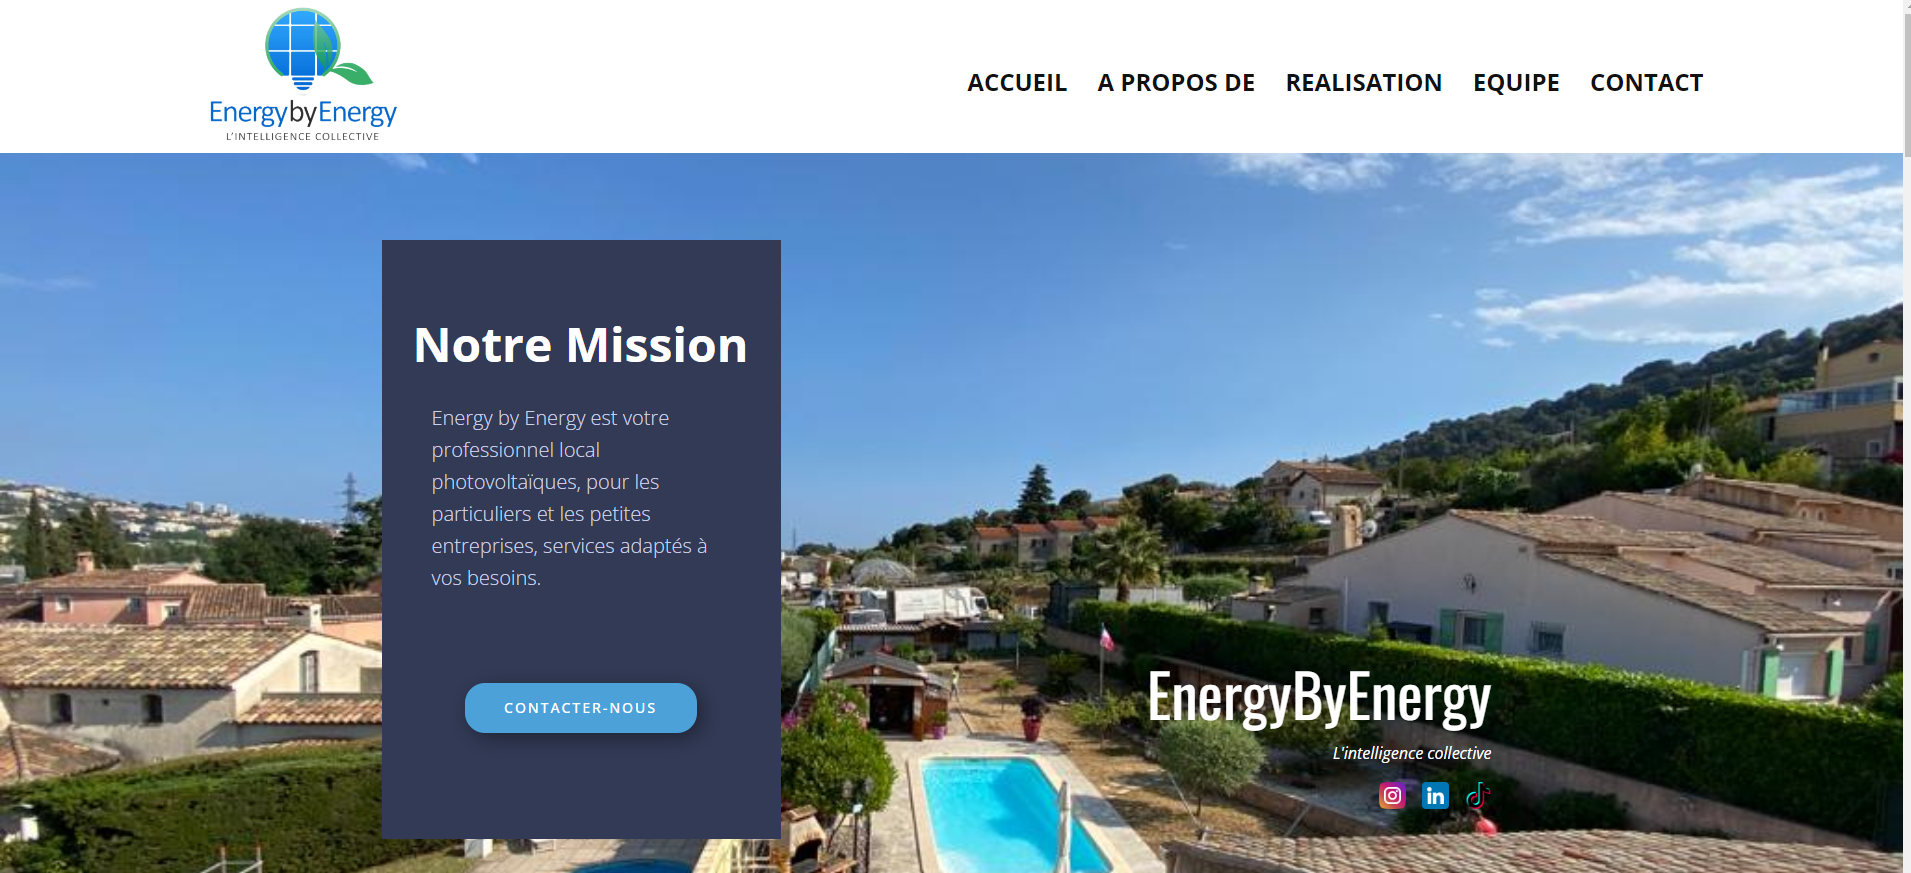 EnergybyEnergy
L'INTELLIGENCE COLLECTIVE
ACCUEIL A PROPOS DE REALISATION EQUIPE CONTACT
Notre Mission
Energy by Energy est votre
professionnel local
photovoltaïques, pour les
particuliers et les petites
entreprises, services adaptés à
vos besoins.
CONTACTER-NOUS
EnergyByEnergy
L'intelligence collective
in